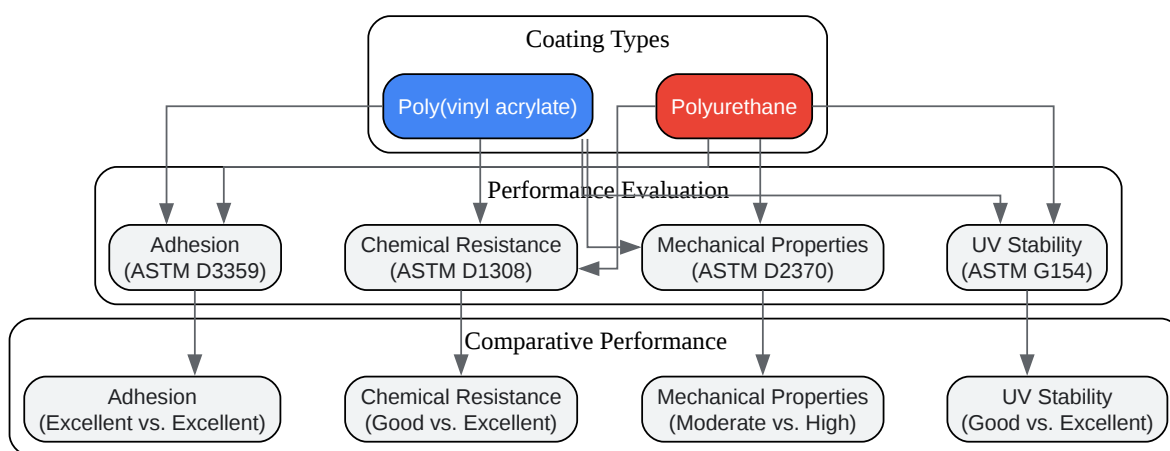 Coating Types
Poly(vinyl acrylate)
Polyurethane
Performance Evaluation
Adhesion
(ASTM D3359)
Chemical Resistance
(ASTM D1308)
Mechanical Properties
(ASTM D2370)
UV Stability
(ASTM G154)
Comparative Performance
Adhesion
(Excellent vs. Excellent)
Chemical Resistance
(Good vs. Excellent)
Mechanical Properties
(Moderate vs. High)
UV Stability
(Good vs. Excellent)